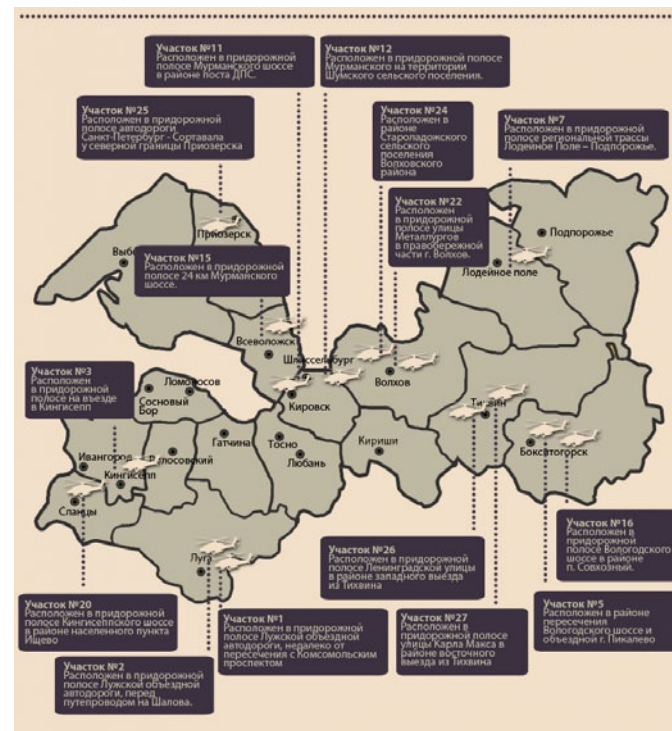 Участок №11
Расположен в придорожной
полосе Мурманского шоссе
в районе поста ДПС.
Участок №12
Расположен в придорожной полосе
Мурманского на территории
Шумского сельского поселения.
Участок №25
Расположен в придорожной
полосе автодороги
Санкт-Петербург - Сортавала
у северной границы Приозерска
Участок №24
Расположен в
районе
Староладожского
сельского
поселения
Волховского
района
Участок №7
Расположен в придорожной
полосе региональной трассы
Лодейное Поле – Подпорожье.
Участок №22
Расположен
в придорожной
полосе улицы
Металлургов
в правобережной
части г. Волхов.
Приозерск
Подпорожье
Лодейное поле
Участок №15
Расположен в придорожной
полосе 24 км Мурманского
шоссе.
Всеволожск
Волхов
Участок №3
Расположен
в придорожной
полосе на въезде
в Кингисепп
Ломоносов
Сосновый
Бор
Кировск
Гатчина
Тосно
Любань
Кириши
Бокситогорск
Ивангород
Кингисепп
Сланцы
Луга
Участок №16
Расположен
в придорожной
полосе Вологодского
шоссе в районе
п. Совхозный.
Участок №26
Расположен в придорожной
полосе Ленинградской улицы
в районе западного выезда
из Тихвина
Участок №20
Расположен в придорожной
полосе Кингисеппского шоссе
в районе населенного пункта
Ищево
Участок №1
Расположен в придорожной
полосе Лужской объездной
автодороги, недалеко от
пересечения с Комсомольским
проспектом
Участок №27
Расположен в
придорожной полосе
улицы Карла Макса в
районе восточного
выезда из Тихвина
Участок №5
Расположен в районе
пересечения
Вологодского шоссе и
объездной г. Пикалево
Участок №2
Расположен в придорожной
полосе Лужской объездной
автодороги, перед
путепроводом на Шалова.